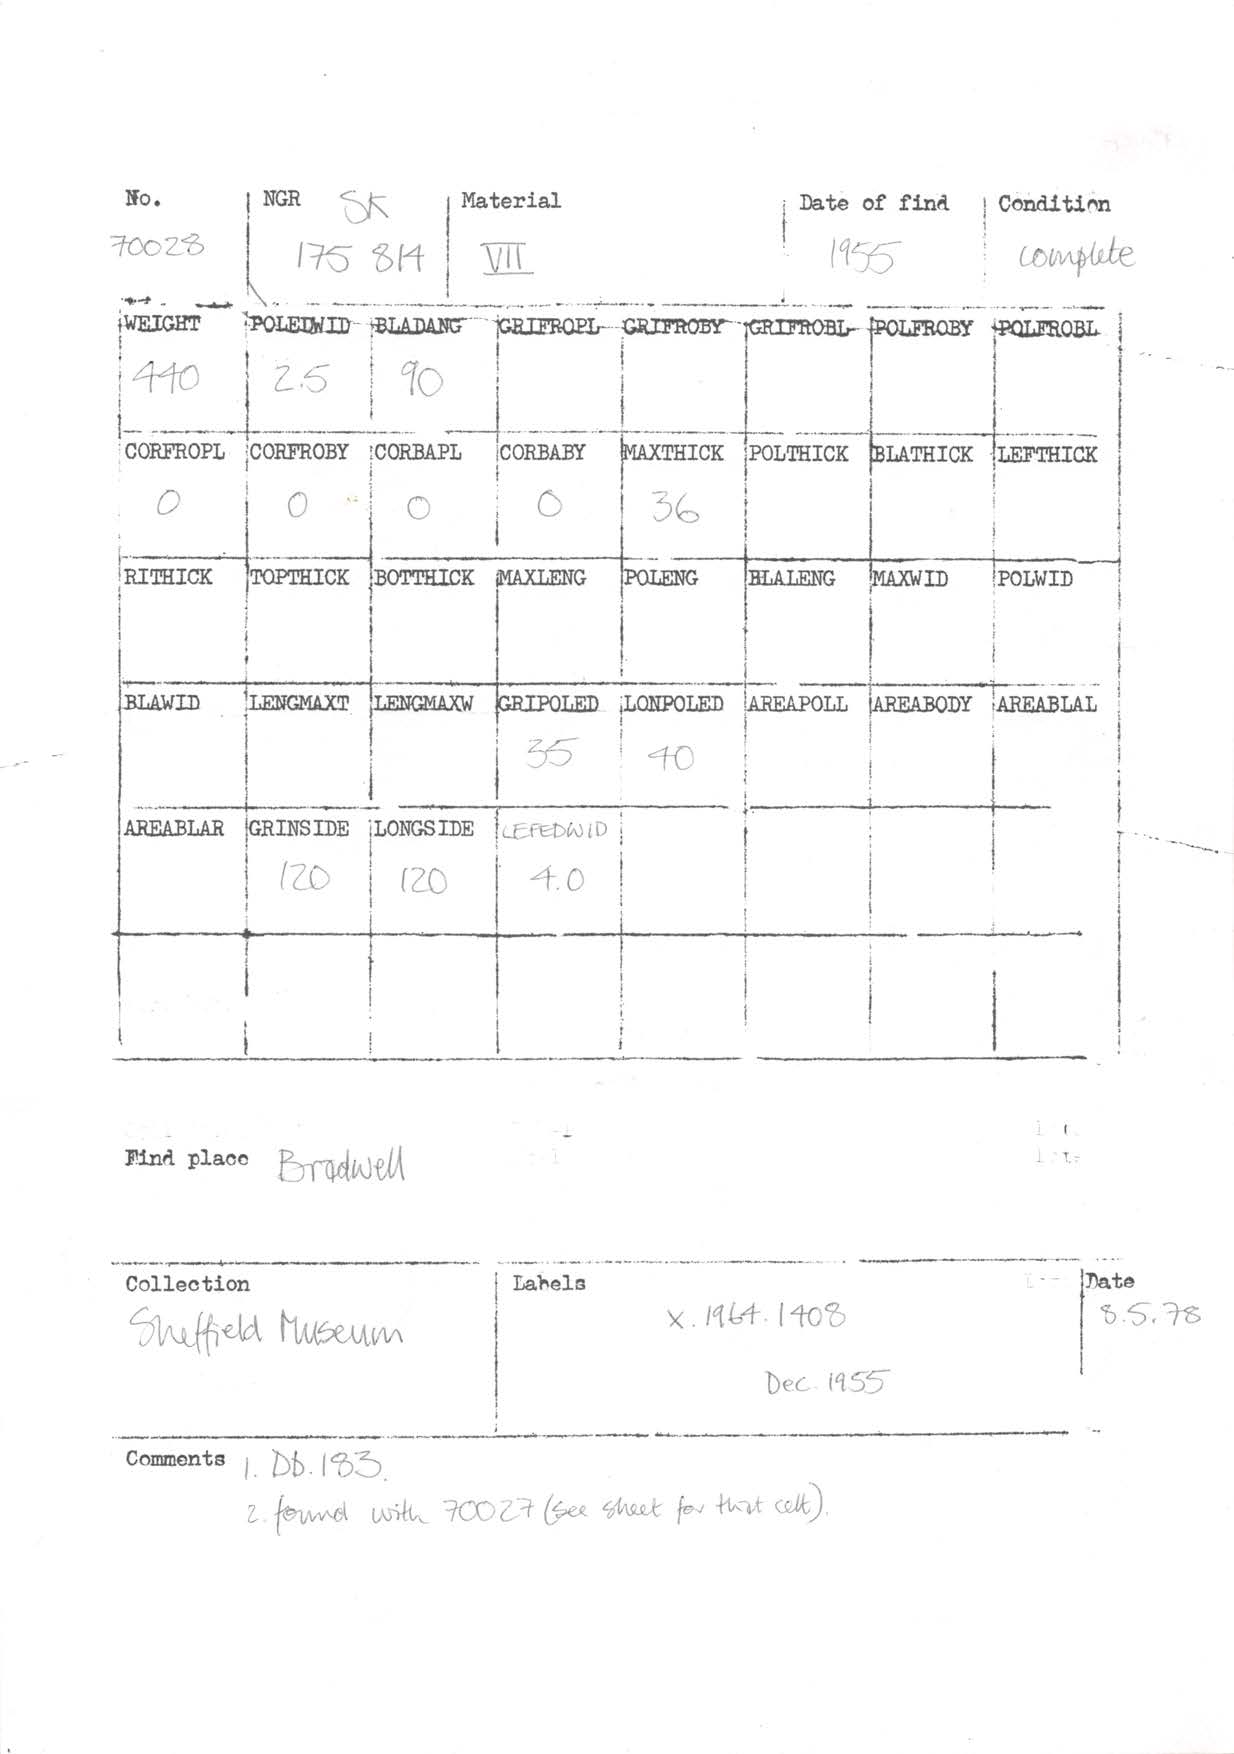 No. NGR SK Material Date of find Condition
70028 175 814 VII 1955 complete
WEIGHT POLEDWID BLADANG GRIFROPL GRIFROBY GRIFROBL POLFROBY POLFROBL
440 2.5 90
CORFROPL CORFROBY CORBAPL CORBABY MAXTHICK POLTHICK BLATHICK LEFTHICK
0 0 0 0 36
RITHICK TOPTHICK BOTTHICK MAXLENG POLENG BLALENG MAXWID POLWID
BLAWID LENGMAXT LENGMAXW GRIPOLED LONPOLED AREAPOLL AREABODY AREABLAL
35 40
AREABLAR GRINSIDE LONGSIDE LEFEDWID
120 120 4.0
Find place Bradwell
Collection Labels Date
Sheffield Museum X.1964.1408 8.5.78
Dec. 1955
Comments 1. Db.183.
2. found with 70027 (see sheet for that celt).